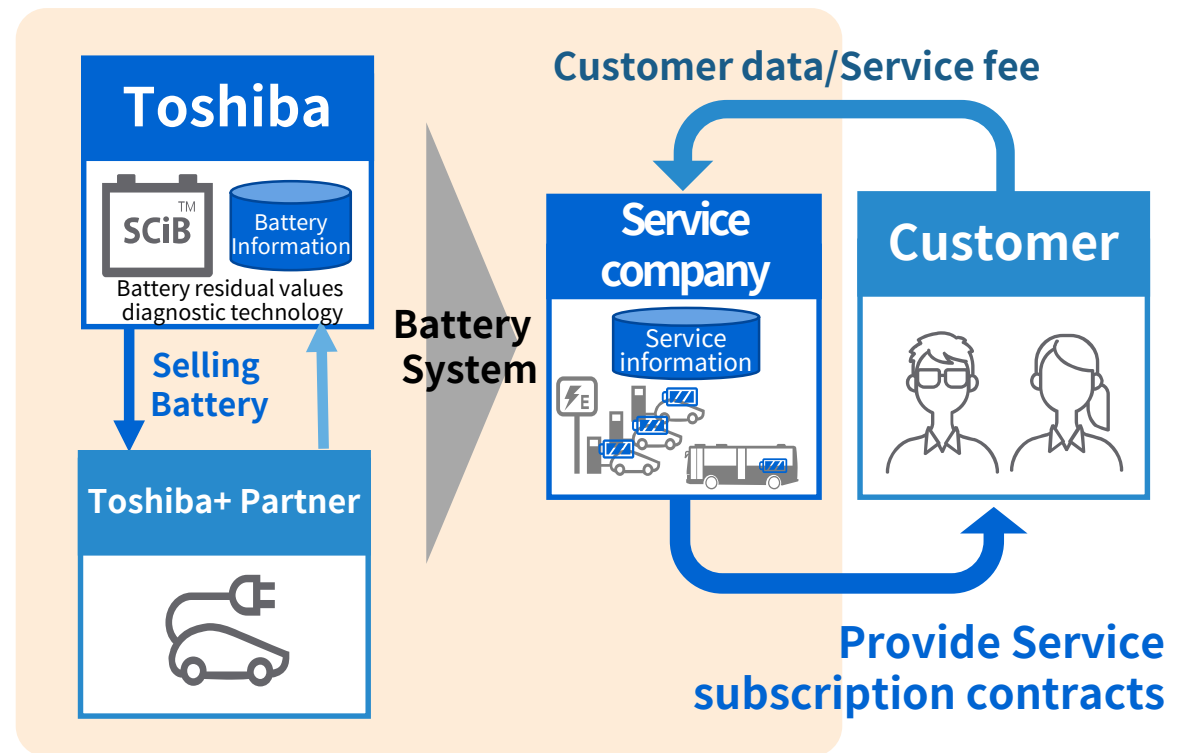 Customer data/Service fee
Toshiba
SCiB
TM
Battery
Information
Battery residual values
diagnostic technology
Selling
Battery
Toshiba+ Partner
Battery
System
Service
company
Service
information
E
Customer
Provide Service
subscription contracts